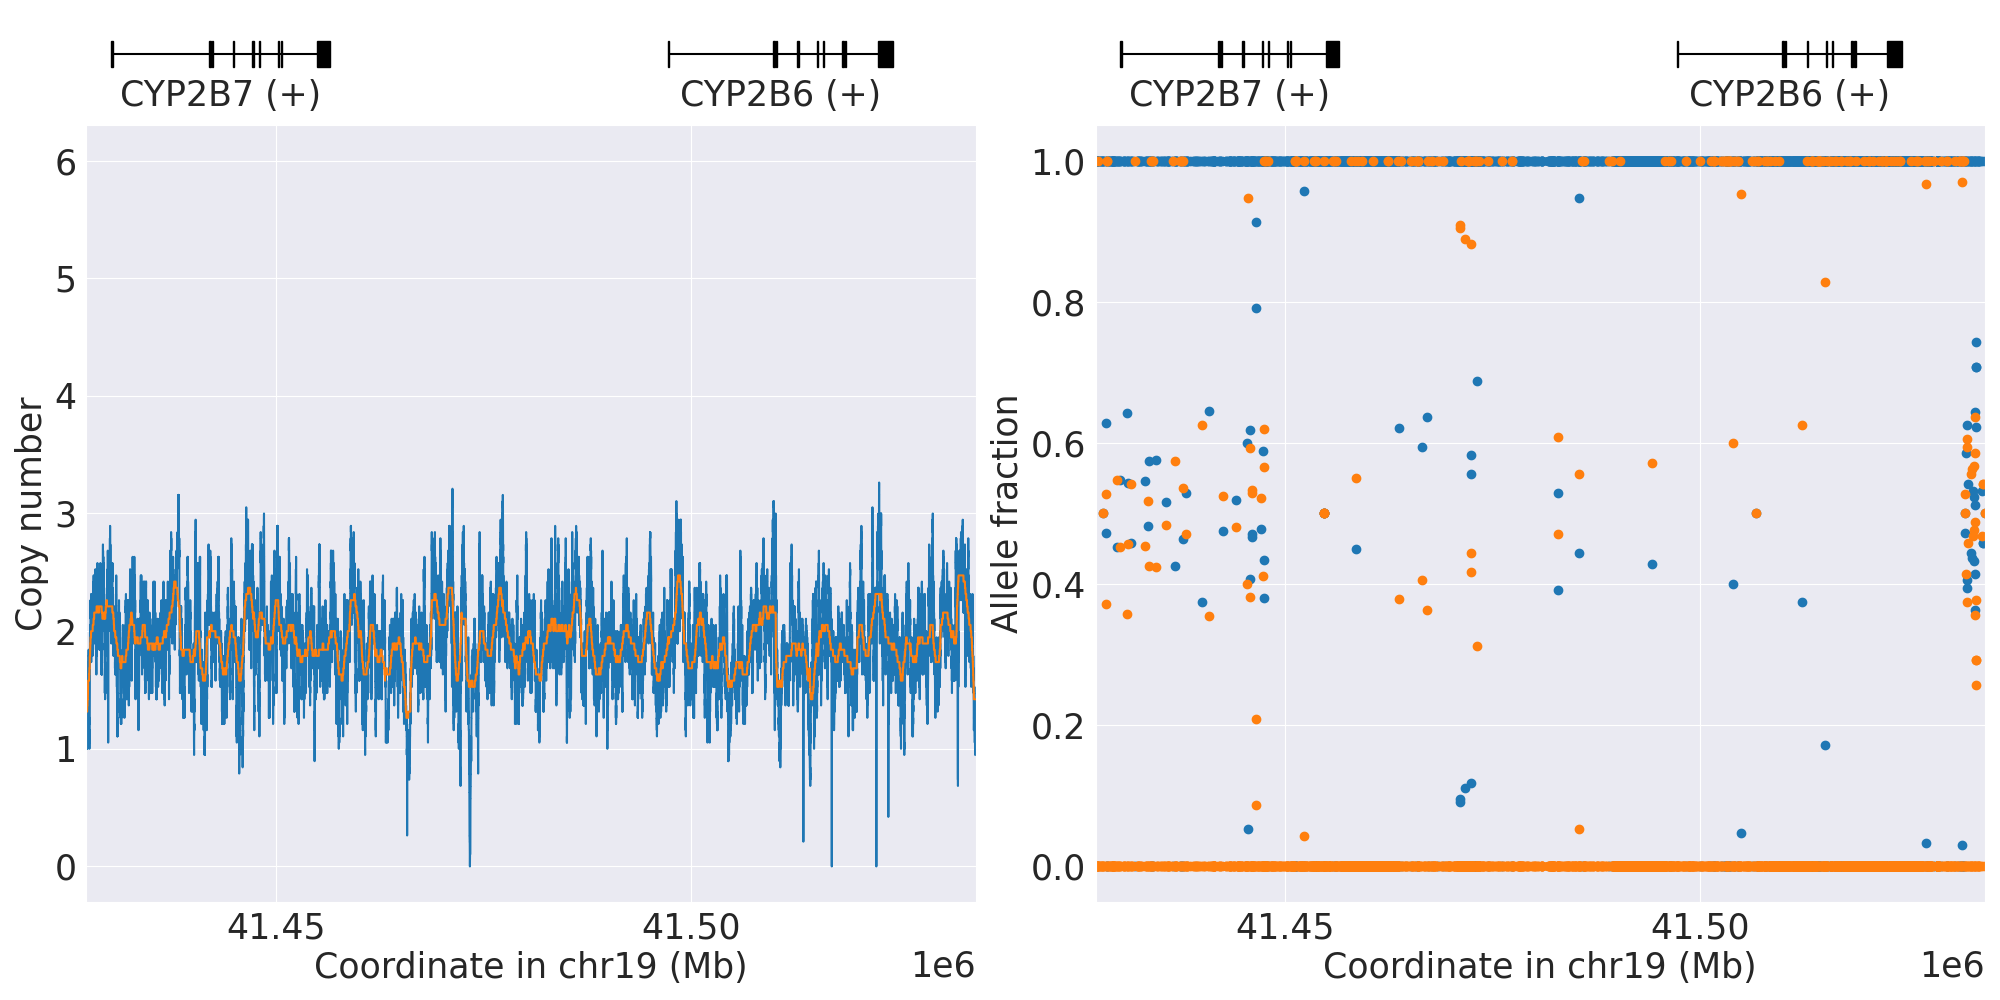 CYP2B7 (+)
CYP2B6 (+)
CYP2B7 (+)
CYP2B6 (+)
Copy number
6
5
4
3
2
1
0
41.45
41.50
Coordinate in chr19 (Mb)
1e6
Allele fraction
1.0
0.8
0.6
0.4
0.2
0.0
41.45
41.50
Coordinate in chr19 (Mb)
1e6